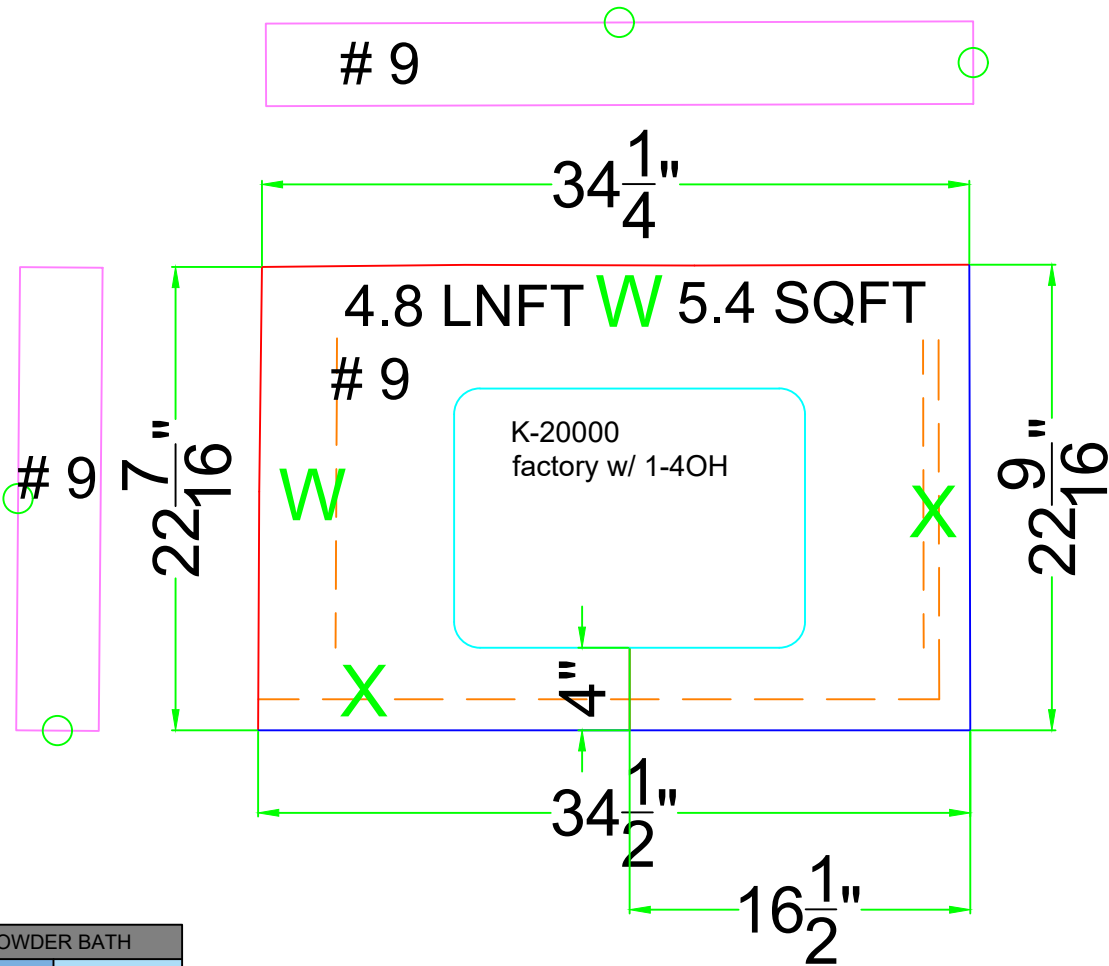 # 9
34 1/4"
4.8 LNFT W 5.4 SQFT
# 9
K-20000
factory w/ 1-4OH
# 9
22 7/16"
W
X
22 9/16"
X
4"
34 1/2"
16 1/2"
OWDER BATH